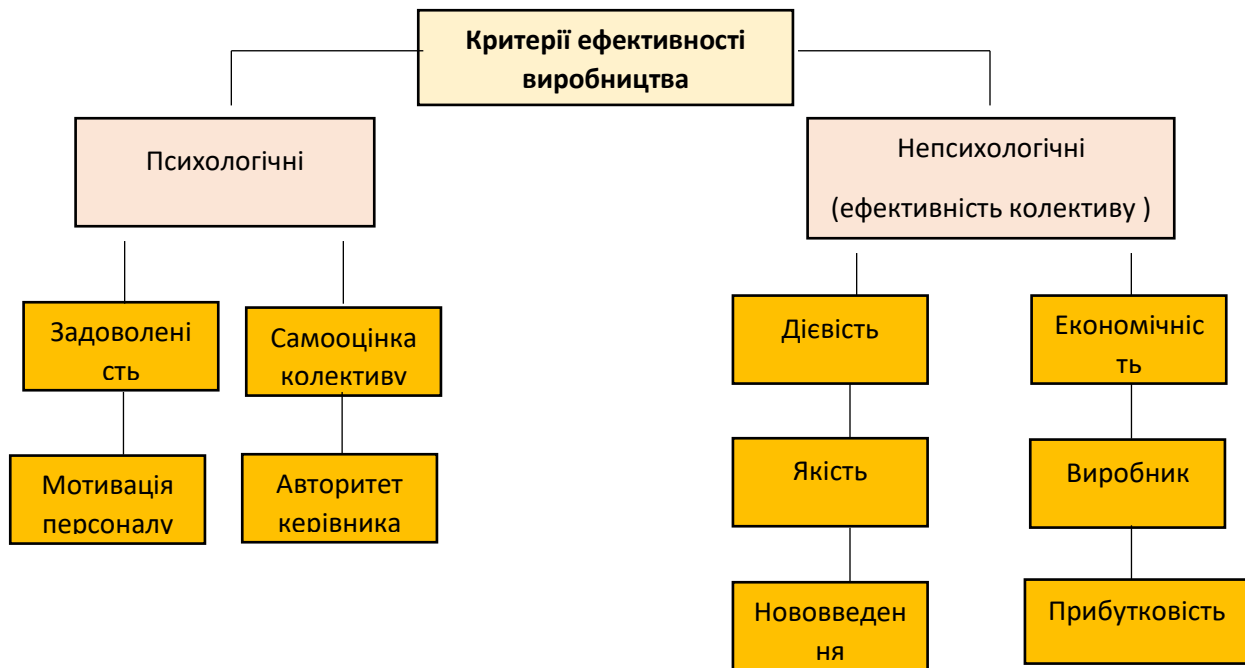 Критерії ефективності
виробництва
Психологічні
Непсихологічні
(ефективність колективу )
Задоволені
сть
Самооцінка
колективу
Дієвість
Економічніс
ть
Мотивація
персоналу
Авторитет
керівника
Якість
Виробник
Нововведен
ня
Прибутковість